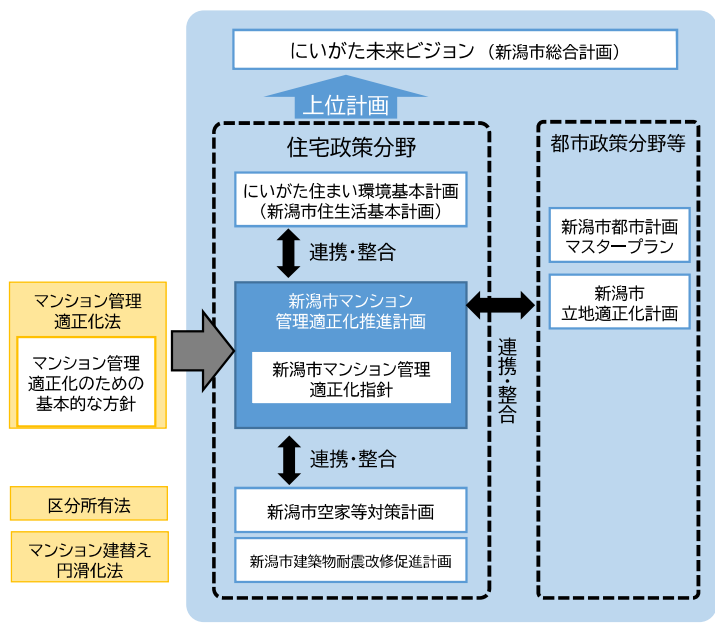 にいがた未来ビジョン（新潟市総合計画）
上位計画
住宅政策分野
にいがた住まい環境基本計画
（新潟市住生活基本計画）
連携・整合
新潟市マンション
管理適正化推進計画
新潟市マンション管理
適正化指針
連携・整合
新潟市空家等対策計画
新潟市建築物耐震改修促進計画
都市政策分野等
新潟市都市計画
マスタープラン
新潟市
立地適正化計画
連携・整合
マンション管理
適正化法
マンション管理
適正化のための
基本的な方針
区分所有法
マンション建替え
円滑化法